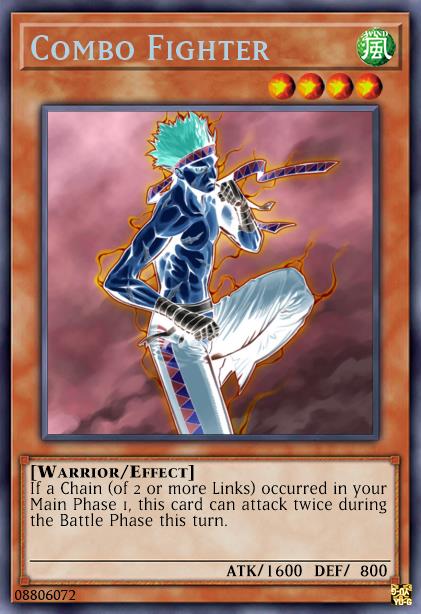 COMBO FIGHTER
WIND
風
[WARRIOR/EFFECT]
If a Chain (of 2 or more Links) occurred in your
Main Phase 1, this card can attack twice during
the Battle Phase this turn.
ATK/1600 DEF/ 800
08806072